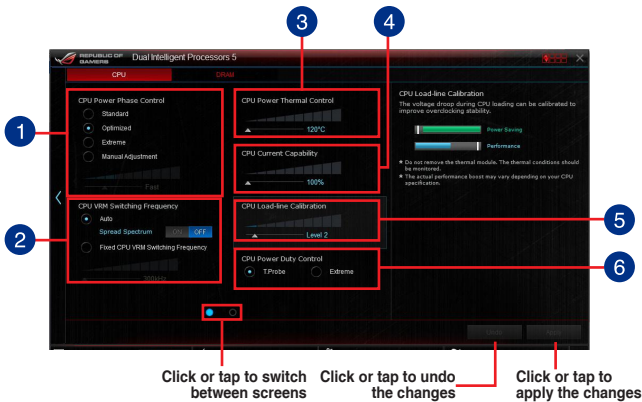 3
4
REPUBLIC OF
GAMERS
Dual Intelligent Processors 5
CPU
DRAM
1
CPU Power Phase Control
Standard
Optimized
Extreme
Manual Adjustment
Fast
2
CPU VRM Switching Frequency
Auto
Spread Spectrum ON OFF
Fixed CPU VRM Switching Frequency
300kHz
CPU Power Thermal Control
120°C
CPU Current Capability
100%
CPU Load-line Calibration
Level 2
CPU Power Duty Control
T.Probe Extreme
CPU Load-line Calibration
The voltage droop during CPU loading can be calibrated to
improve overclocking stability.
Power Saving
Performance
* Do not remove the thermal module. The thermal conditions should
be monitored.
* The actual performance boost may vary depending on your CPU
specification.
5
6
Undo
Apply
Click or tap to switch
between screens
Click or tap to undo
the changes
Click or tap to
apply the changes